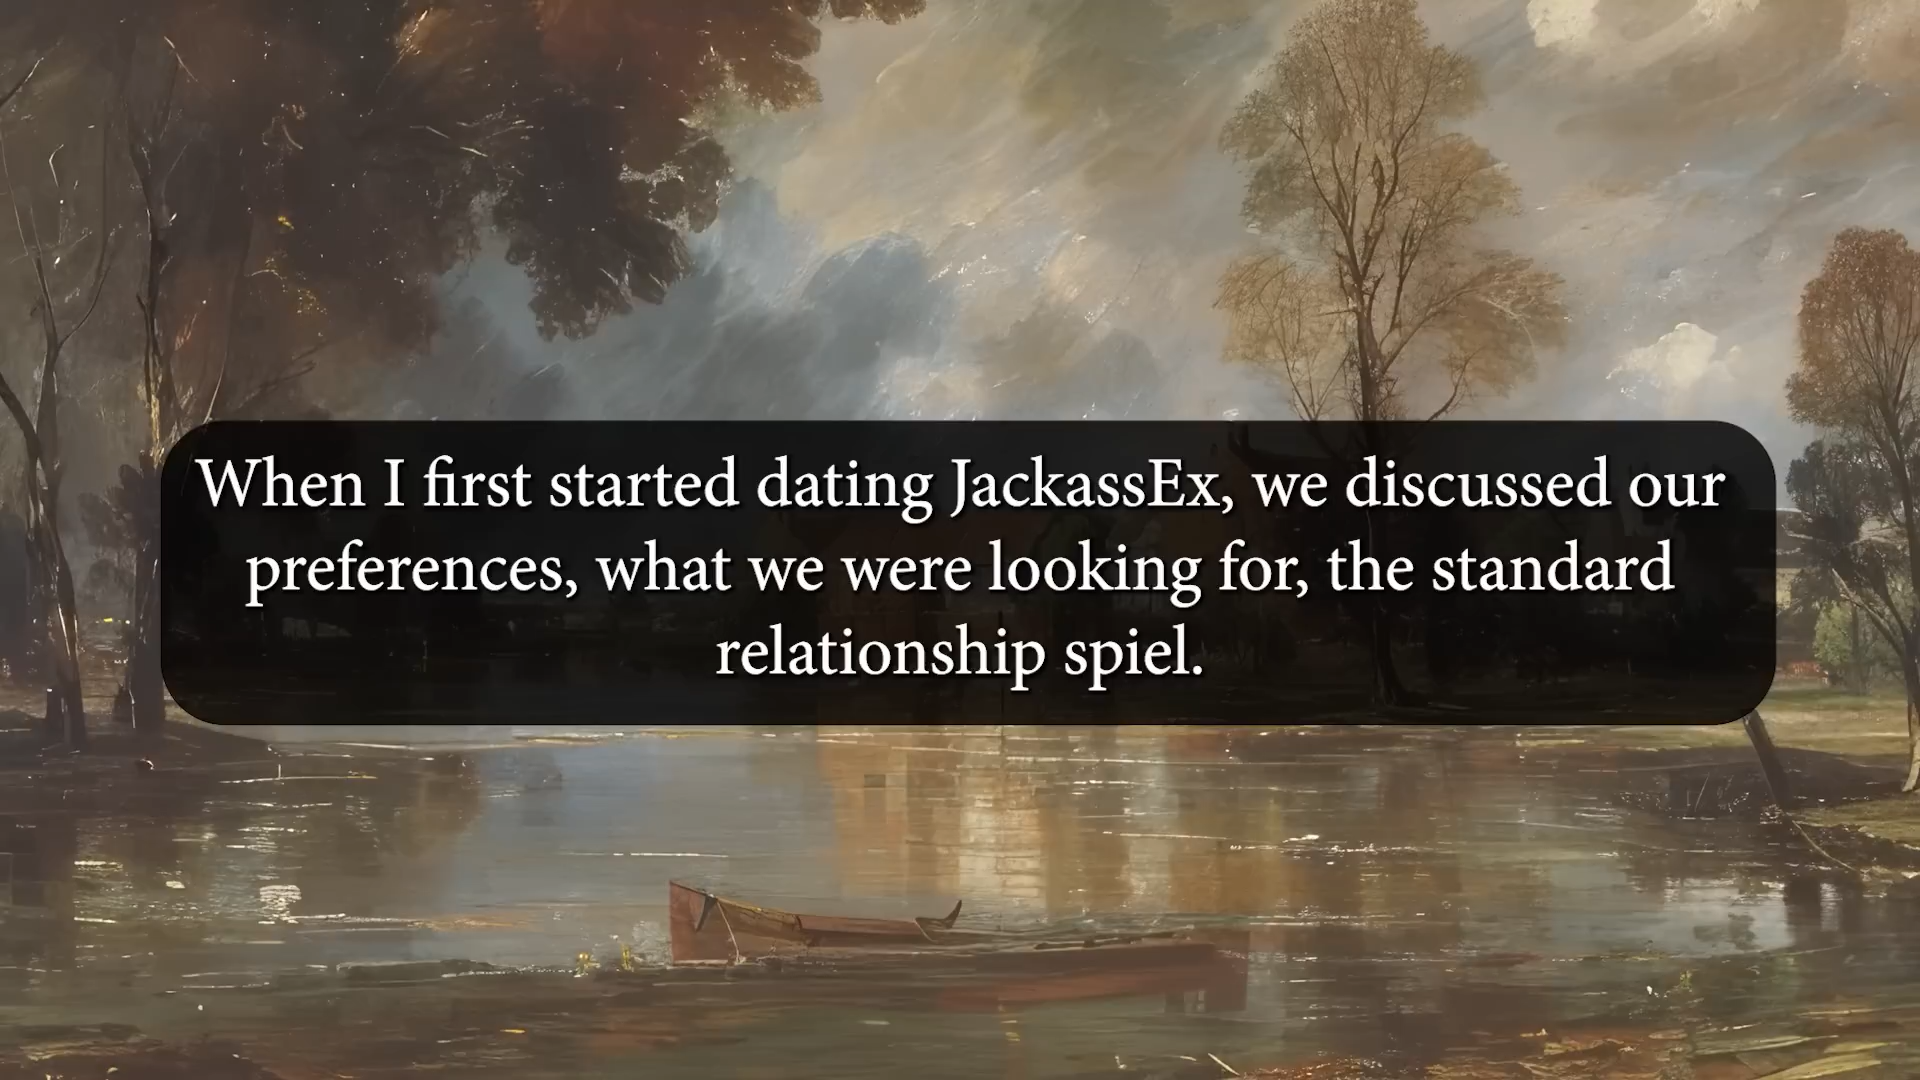 When I first started dating JackassEx, we discussed our
preferences, what we were looking for, the standard
relationship spiel.